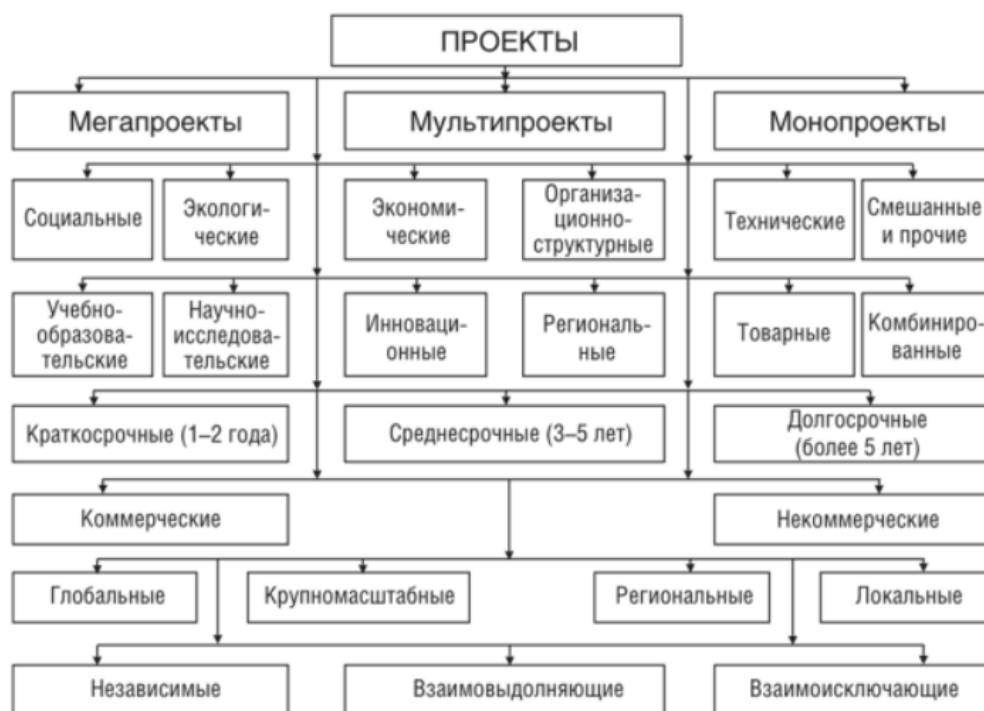 ПРОЕКТЫ
Мегапроекты
Мультипроекты
Монопроекты
Социальные
Экологи-
ческие
Экономи-
ческие
Организа-
ционно-
структурные
Технические
Смешанные
и прочие
Учебно-
образова-
тельские
Научно-
исследова-
тельские
Инноваци-
онные
Региональ-
ные
Товарные
Комбиниро-
ванные
Краткосрочные (1–2 года)
Среднесрочные (3–5 лет)
Долгосрочные
(более 5 лет)
Коммерческие
Некоммерческие
Глобальные
Крупномасштабные
Региональные
Локальные
Независимые
Взаимовыдолняющие
Взаимоисключающие